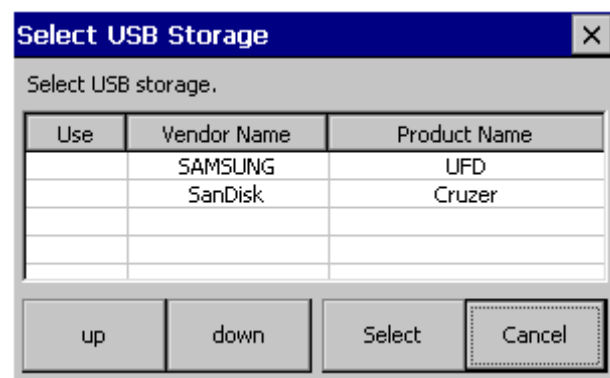 Select USB Storage
Select USB storage.
Use Vendor Name Product Name
SAMSUNG UFD
SanDisk Cruzer
up down Select Cancel